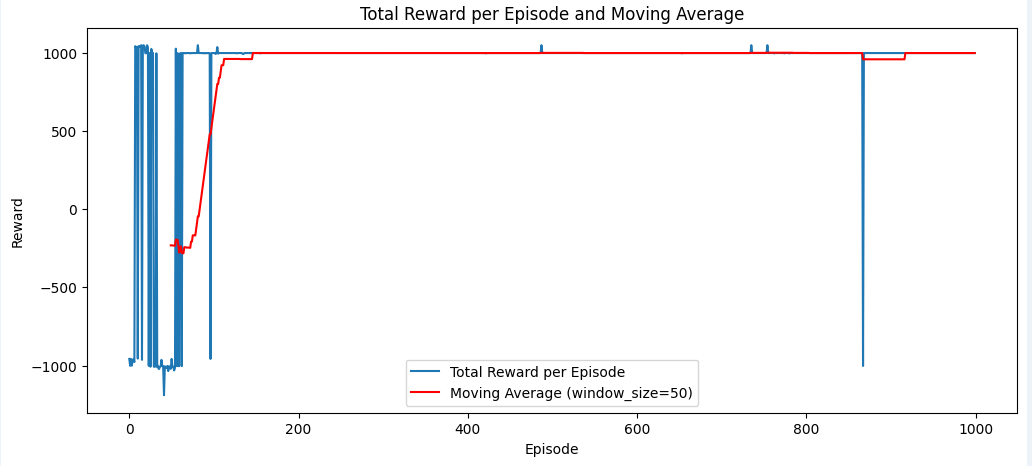 Total Reward per Episode and Moving Average
1000
500
0
−500
−1000
Reward
Total Reward per Episode
Moving Average (window_size=50)
0
200
400
600
800
1000
Episode